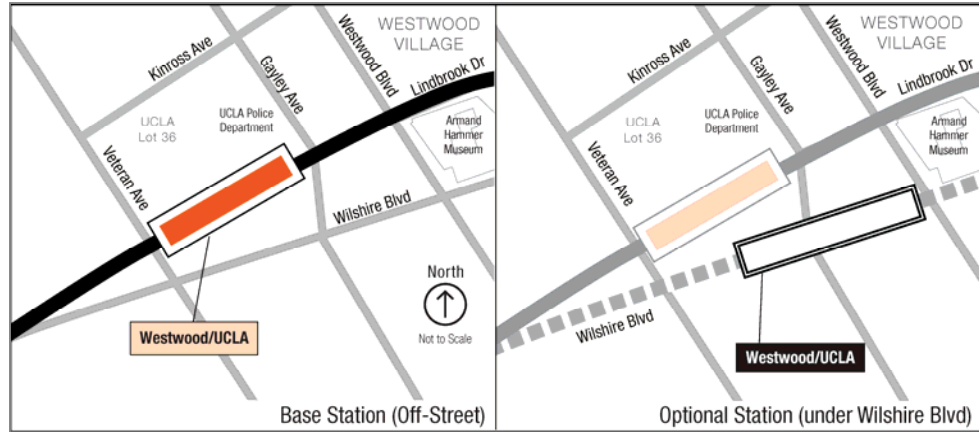 WESTWOOD
VILLAGE
Kinross Ave
Gayley Ave
Westwood Blvd
Lindbrook Dr
UCLA
Lot 36
UCLA Police
Department
Armand
Hammer
Museum
Veteran Ave
Wilshire Blvd
North
Not to Scale
Westwood/UCLA
Base Station (Off-Street)
WESTWOOD
VILLAGE
Kinross Ave
Gayley Ave
Westwood Blvd
Lindbrook Dr
UCLA
Lot 36
UCLA Police
Department
Armand
Hammer
Museum
Veteran Ave
Wilshire Blvd
Westwood/UCLA
Optional Station (under Wilshire Blvd)